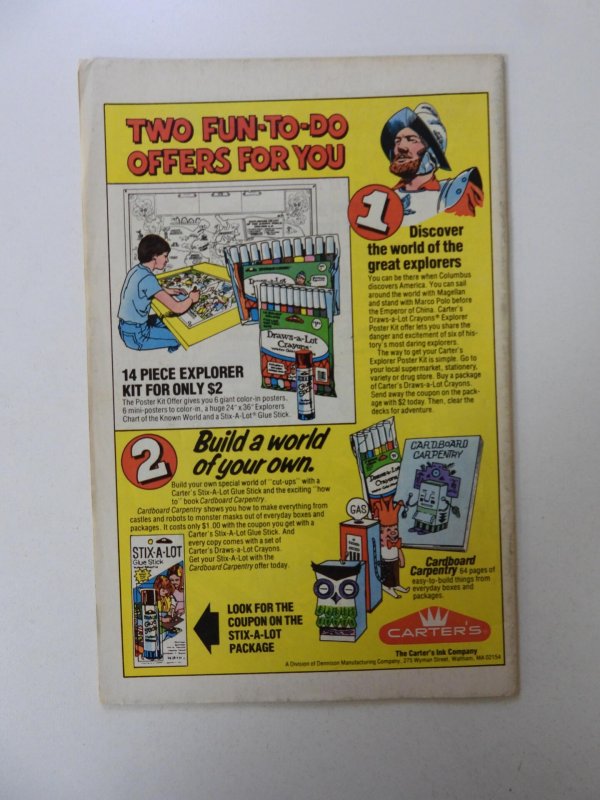 TWO FUN-TO-DO
OFFERS FOR YOU
1
Discover
the world of the
great explorers
You can be there when Columbus
discovers America. You can sail
around the world with Magellan
and stand with Marco Polo before
the Emperor of China. Carter's
Draws-a-Lot Crayons® Explorer
Poster Kit offer lets you share the
danger and excitement of six of his-
tory's most daring explorers.
The way to get your Carter's
Explorer Poster Kit is simple. Go to
your local supermarket, stationery,
variety or drug store. Buy a package
of Carter's Draws-a-Lot Crayons.
Send away the coupon on the pack-
age with $2 today. Then, clear the
decks for adventure.
Draws-a-Lot
Crayons
14 PIECE EXPLORER
KIT FOR ONLY $2
The Poster Kit Offer gives you 6 giant color-in posters,
6 mini-posters to color-in, a huge 24" x 36" Explorers
Chart of the Known World and a Stix-A-Lot® Glue Stick.
2
Build a world
of your own.
Build your own special world of "cut-ups" with a
Carter's Stix-A-Lot Glue Stick and the exciting "how
to" book Cardboard Carpentry.
Cardboard Carpentry shows you how to make everything from
castles and robots to monster masks out of everyday boxes and
packages. It costs only $1.00 with the coupon you get with a
Carter's Stix-A-Lot Glue Stick. And
every copy comes with a set of
Carter's Draws-a-Lot Crayons.
Get your Stix-A-Lot with the
Cardboard Carpentry offer today.
STIX-A-LOT
Glue Stick
LOOK FOR THE
COUPON ON THE
STIX-A-LOT
PACKAGE
Draws-a-Lot
Crayons
CARDBOARD
CARPENTRY
GAS
Cardboard
Carpentry 64 pages of
easy-to-build things from
everyday boxes and
packages.
CARTER'S
The Carter's Ink Company
A Division of Dennison Manufacturing Company, 275 Wyman Street, Waltham, MA 02154